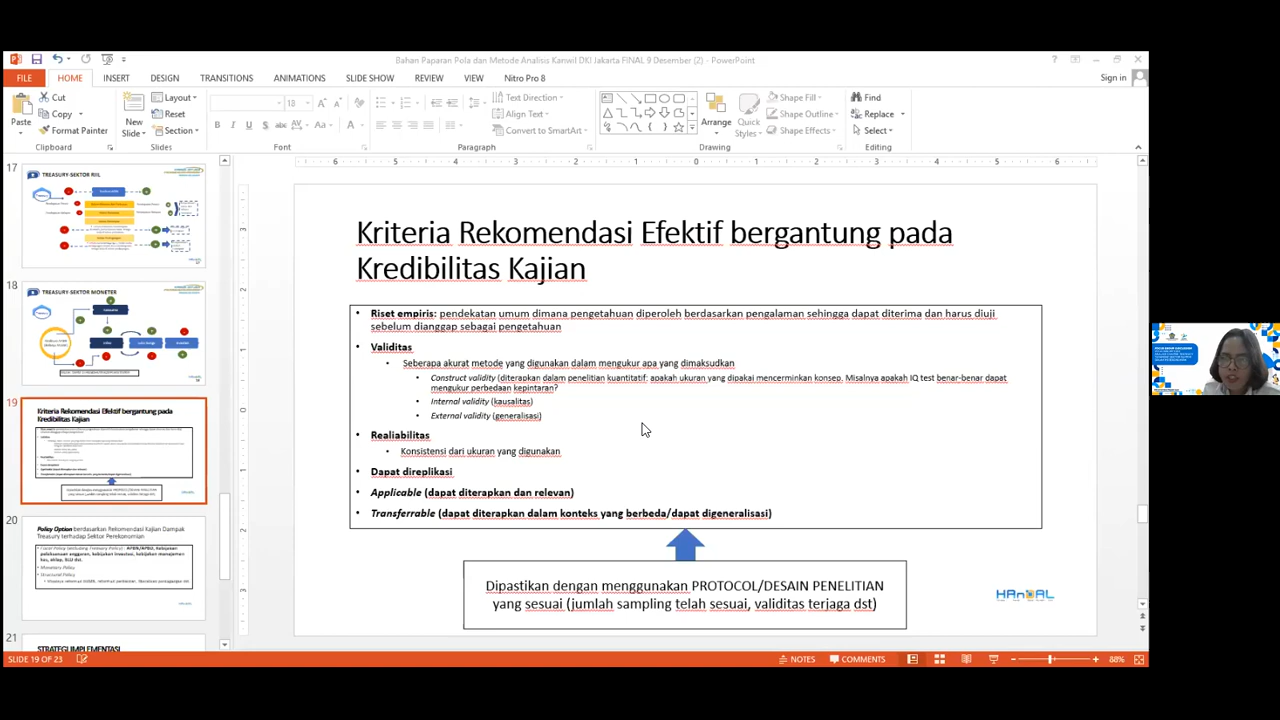 Bahan Paparan Pola dan Metode Analisis Kanwil DKI Jakarta FINAL 9 Desember (2) - PowerPoint
FILE HOME INSERT DESIGN TRANSITIONS ANIMATIONS SLIDE SHOW REVIEW VIEW Nitro Pro 8 Sign in
Paste
Cut
Copy
Format Painter
Clipboard
New
Slide
Layout
Reset
Section
Slides
18
Font
Text Direction
Align Text
Convert to SmartArt
Paragraph
Arrange
Quick
Styles
Shape Fill
Shape Outline
Shape Effects
Drawing
Find
Replace
Select
Editing
17
TREASURY-SEKTOR RIIL
18
TREASURY-SEKTOR MONETER
19
Kriteria Rekomendasi Efektif bergantung pada
Kredibilitas Kajian
20
Policy Option berdasarkan Rekomendasi Kajian Dampak
Treasury terhadap Sektor Perekonomian
21
STRATEGI IMPLEMENTASI
Kriteria Rekomendasi Efektif bergantung pada
Kredibilitas Kajian
• Riset empiris: pendekatan umum dimana pengetahuan diperoleh berdasarkan pengalaman sehingga dapat diterima dan harus diuji
sebelum dianggap sebagai pengetahuan
• Validitas
• Seberapa akurat metode yang digunakan dalam mengukur apa yang dimaksudkan
• Construct validity (diterapkan dalam penelitian kuantitatif: apakah ukuran yang dipakai mencerminkan konsep. Misalnya apakah IQ test benar-benar dapat
mengukur perbedaan kepintaran?
• Internal validity (kausalitas)
• External validity (generalisasi)
• Realiabilitas
• Konsistensi dari ukuran yang digunakan
• Dapat direplikasi
• Applicable (dapat diterapkan dan relevan)
• Transferrable (dapat diterapkan dalam konteks yang berbeda/dapat digeneralisasi)
Dipastikan dengan menggunakan PROTOCOL/DESAIN PENELITIAN
yang sesuai (jumlah sampling telah sesuai, validitas terjaga dst)
HAnDAL
SLIDE 19 OF 23
NOTES
COMMENTS
88%